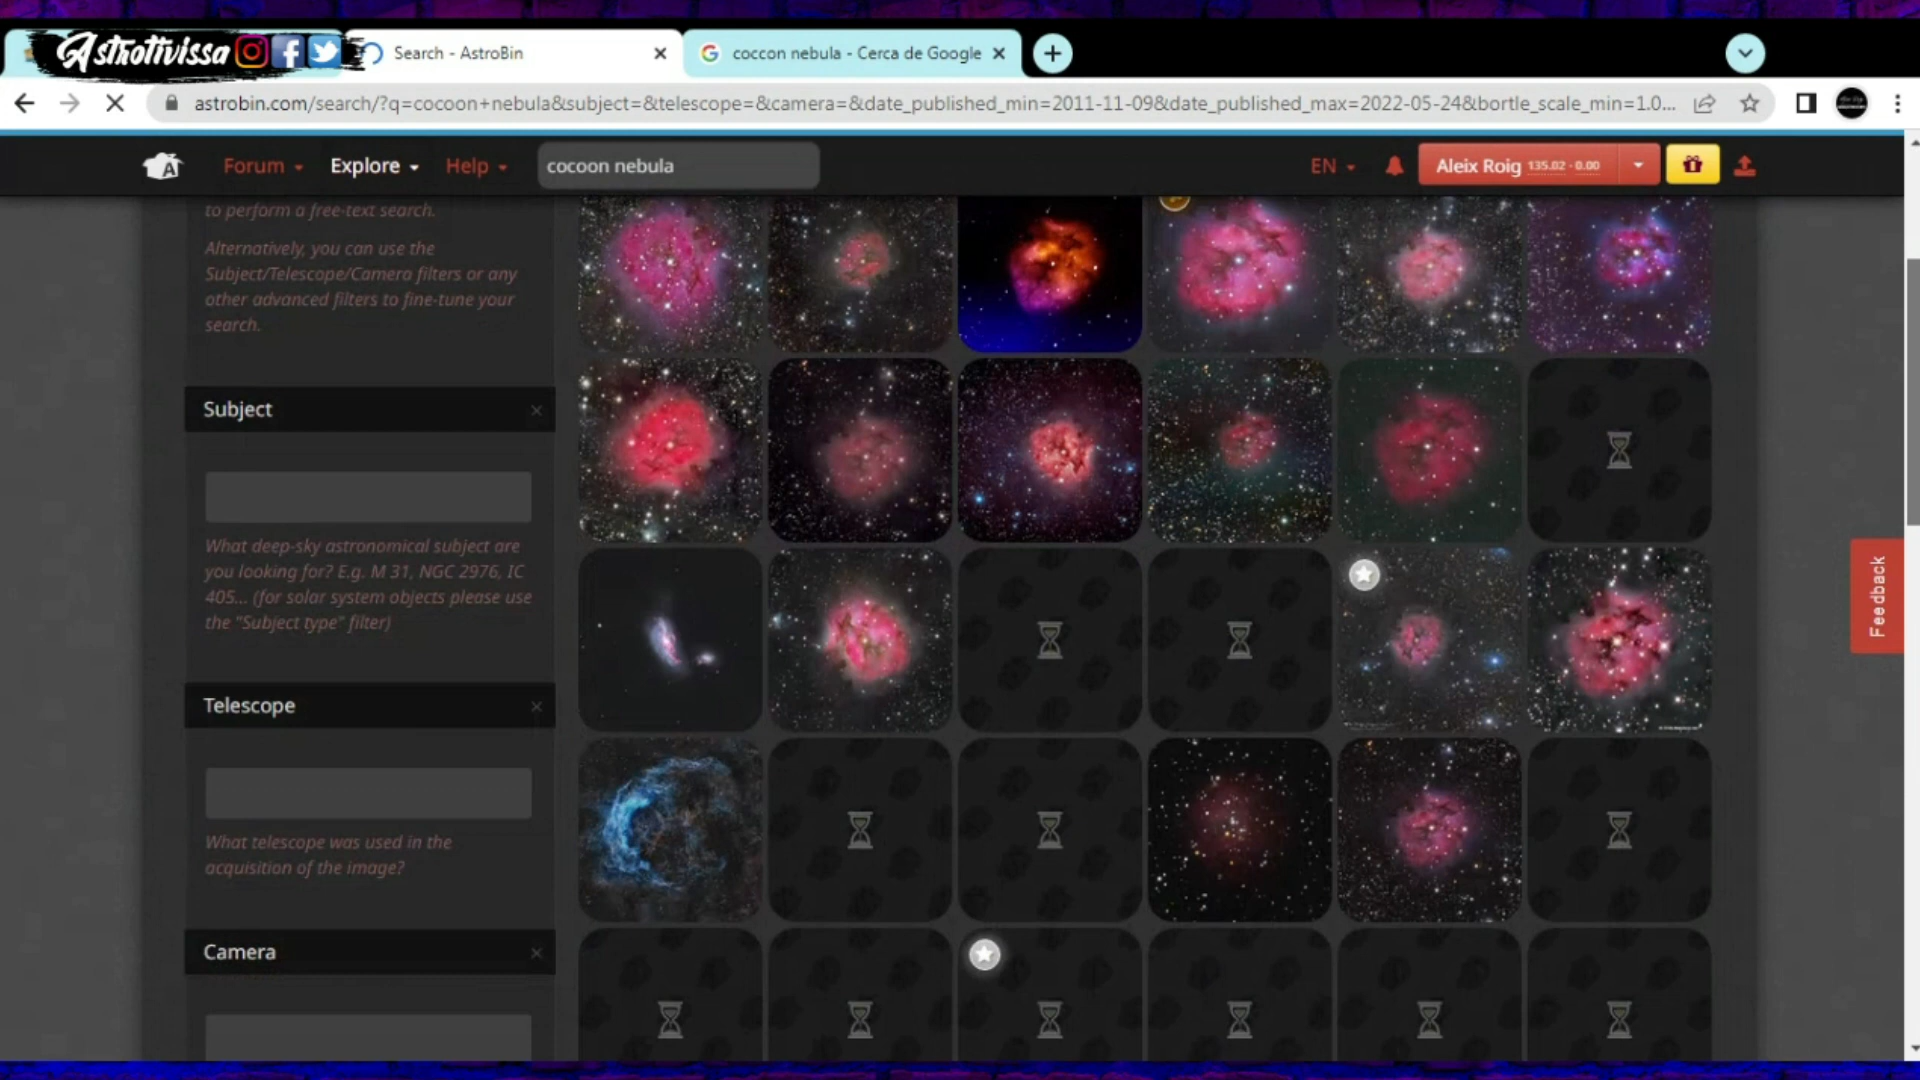 Astrotivissa
Search - AstroBin
coccon nebula - Cerca de Google
astrobin.com/search/?q=cocoon+nebula&subject=&telescope=&camera=&date_published_min=2011-11-09&date_published_max=2022-05-24&bortle_scale_min=1.0...
Forum
Explore
Help
cocoon nebula
EN
Aleix Roig 135.02 · 0.00
to perform a free-text search.
Alternatively, you can use the
Subject/Telescope/Camera filters or any
other advanced filters to fine-tune your
search.
Subject
What deep-sky astronomical subject are
you looking for? E.g. M 31, NGC 2976, IC
405... (for solar system objects please use
the "Subject type" filter)
Telescope
What telescope was used in the
acquisition of the image?
Camera
Feedback